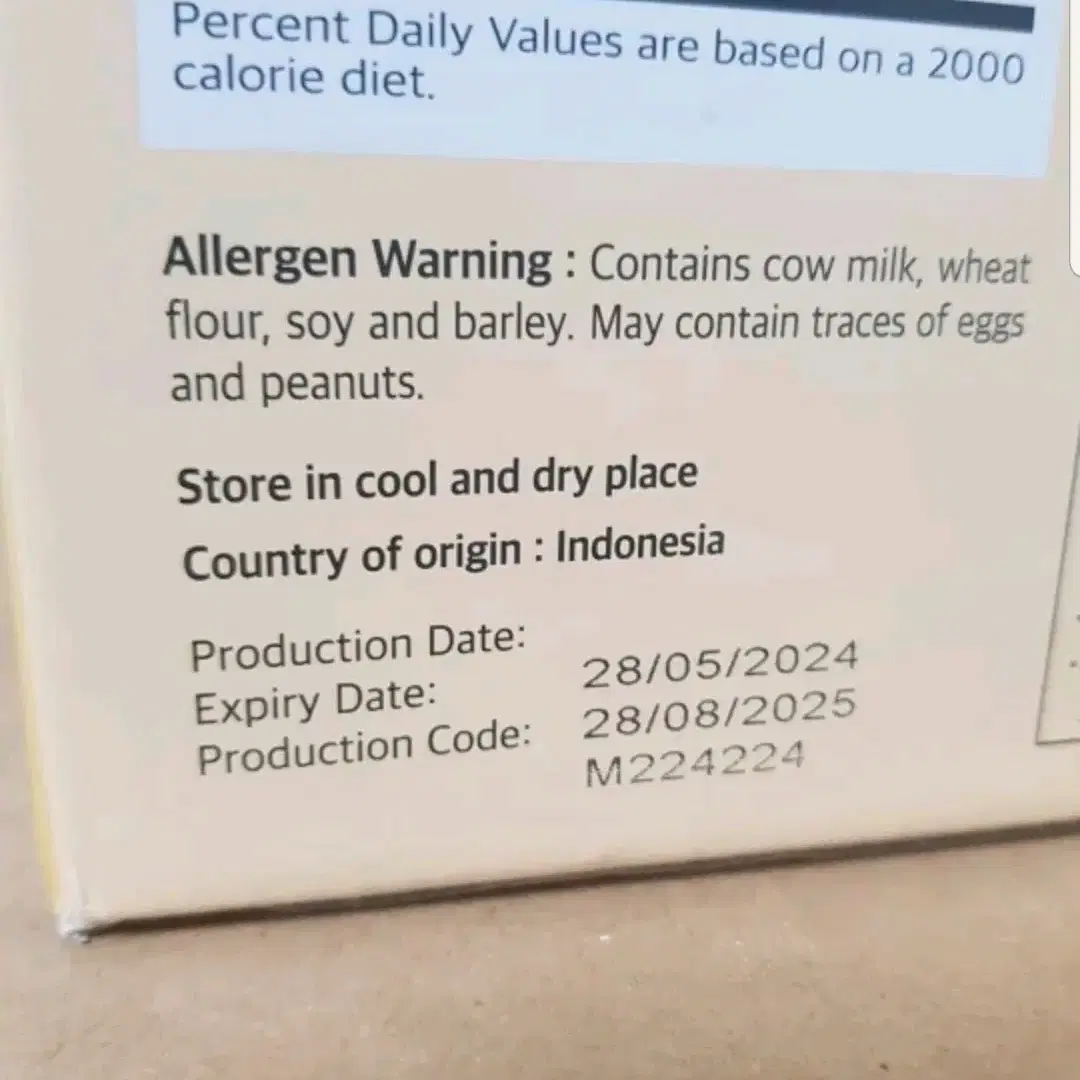 Percent Daily Values are based on a 2000
calorie diet.
Allergen Warning : Contains cow milk, wheat
flour, soy and barley. May contain traces of eggs
and peanuts.
Store in cool and dry place
Country of origin : Indonesia
Production Date: 28/05/2024
Expiry Date: 28/08/2025
Production Code: M224224